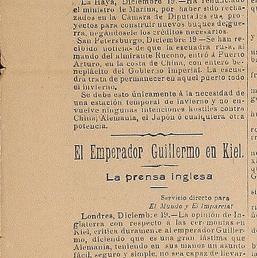 La Haya, Diciembre 18.—Ha
el ministro de Marina, por haber sido recha-
zados en la Cámara de Diputados sus pro-
yectos para construir nuevos buques de gue-
rra, negándosele los créditos necesarios.
San Petersburgo, Diciembre 19—Se han re-
cibido noticias de que la escuadra rusa, al
mando del almirante entró á Puerto
Arturo, en la costa de China, con entero
beneplácito del Gobierno imperial. La escua-
dra trata de permanecer en aquel puerto todo
el invierno.
Se debe esto únicamente á la necesidad de
una estación temporal de invierno y no en-
vuelve ningunas intenciones hostiles contra
China, Alemania, el Japón ó cualquiera otra
potencia.
El Emperador Guillermo en Kiel.
La prensa inglesa
Servicio directo para
El Mundo y El Imparcial
Londres, Diciembre 19.—La opinión de In-
glaterra con respecto á las ceremonias en
Kiel, critica duramente al emperador Guiller-
mo, diciendo que es una gran lástima que
Alemania, teniendo en sus manos un asunto
fácil, seguro y simple, no sea capaz de